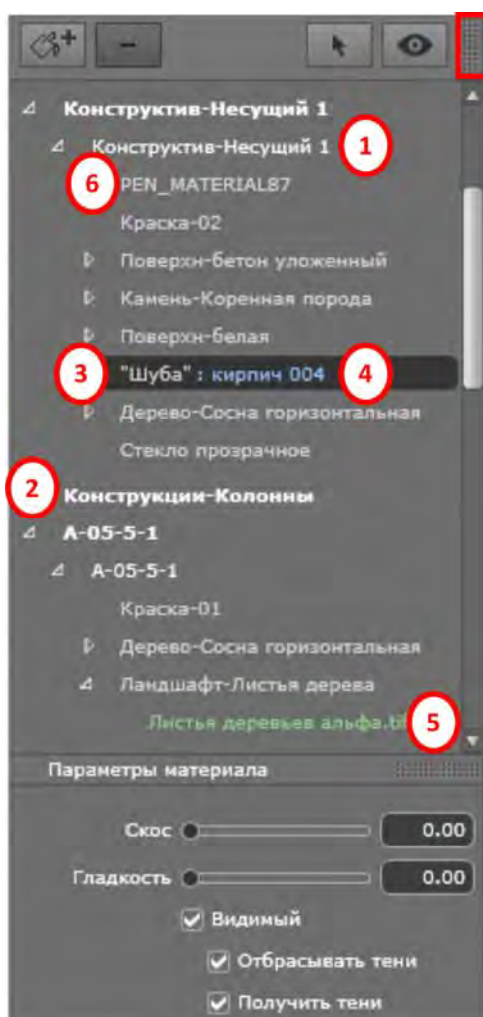 Конструктив-Несущий 1
Конструктив-Несущий 1 1
6 PEN_MATERIAL87
Краска-02
Поверхн-бетон уложенный
Камень-Коренная порода
Поверхн-белая
3 "Шуба" : кирпич 004 4
Дерево-Сосна горизонтальная
Стекло прозрачное
2 Конструкции-Колонны
А-05-5-1
А-05-5-1
Краска-01
Дерево-Сосна горизонтальная
Ландшафт-Листья дерева
Листья деревьев альфа.tif 5
Параметры материала
Скос 0.00
Гладкость 0.00
Видимый
Отбрасывать тени
Получить тени